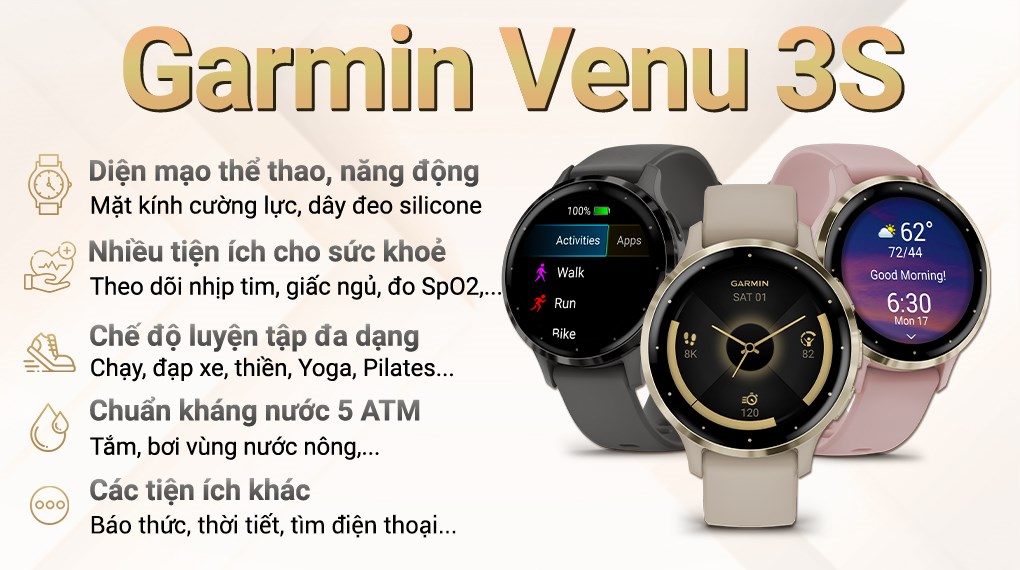 Garmin Venu 3S
Diện mạo thể thao, năng động
Mặt kính cường lực, dây đeo silicone
Nhiều tiện ích cho sức khoẻ
Theo dõi nhịp tim, giấc ngủ, đo SpO2,...
Chế độ luyện tập đa dạng
Chạy, đạp xe, thiền, Yoga, Pilates...
Chuẩn kháng nước 5 ATM
Tắm, bơi vùng nước nông,...
Các tiện ích khác
Báo thức, thời tiết, tìm điện thoại...
100%
Activities Apps
Walk
Run
Bike
GARMIN
SAT 01
8K
82
120
62°
72/44
Good Morning!
6:30
Mon 17